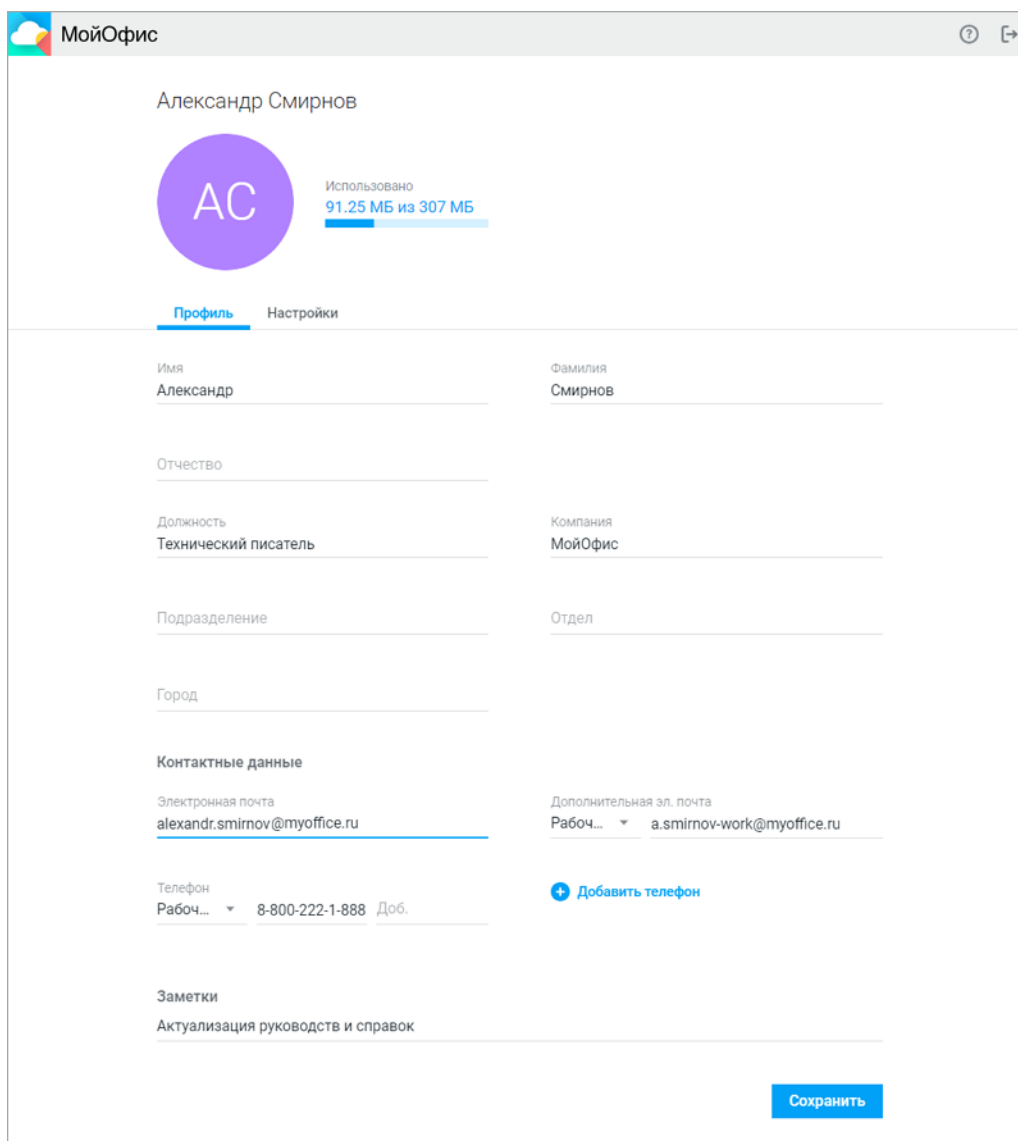 МойОфис
Александр Смирнов
АС
Использовано
91.25 МБ из 307 МБ
Профиль Настройки
Имя Фамилия
Александр Смирнов
Отчество
Должность Компания
Технический писатель МойОфис
Подразделение Отдел
Город
Контактные данные
Электронная почта Дополнительная эл. почта
alexandr.smirnov@myoffice.ru Рабоч... a.smirnov-work@myoffice.ru
Телефон
Рабоч... 8-800-222-1-888 Доб. Добавить телефон
Заметки
Актуализация руководств и справок
Сохранить